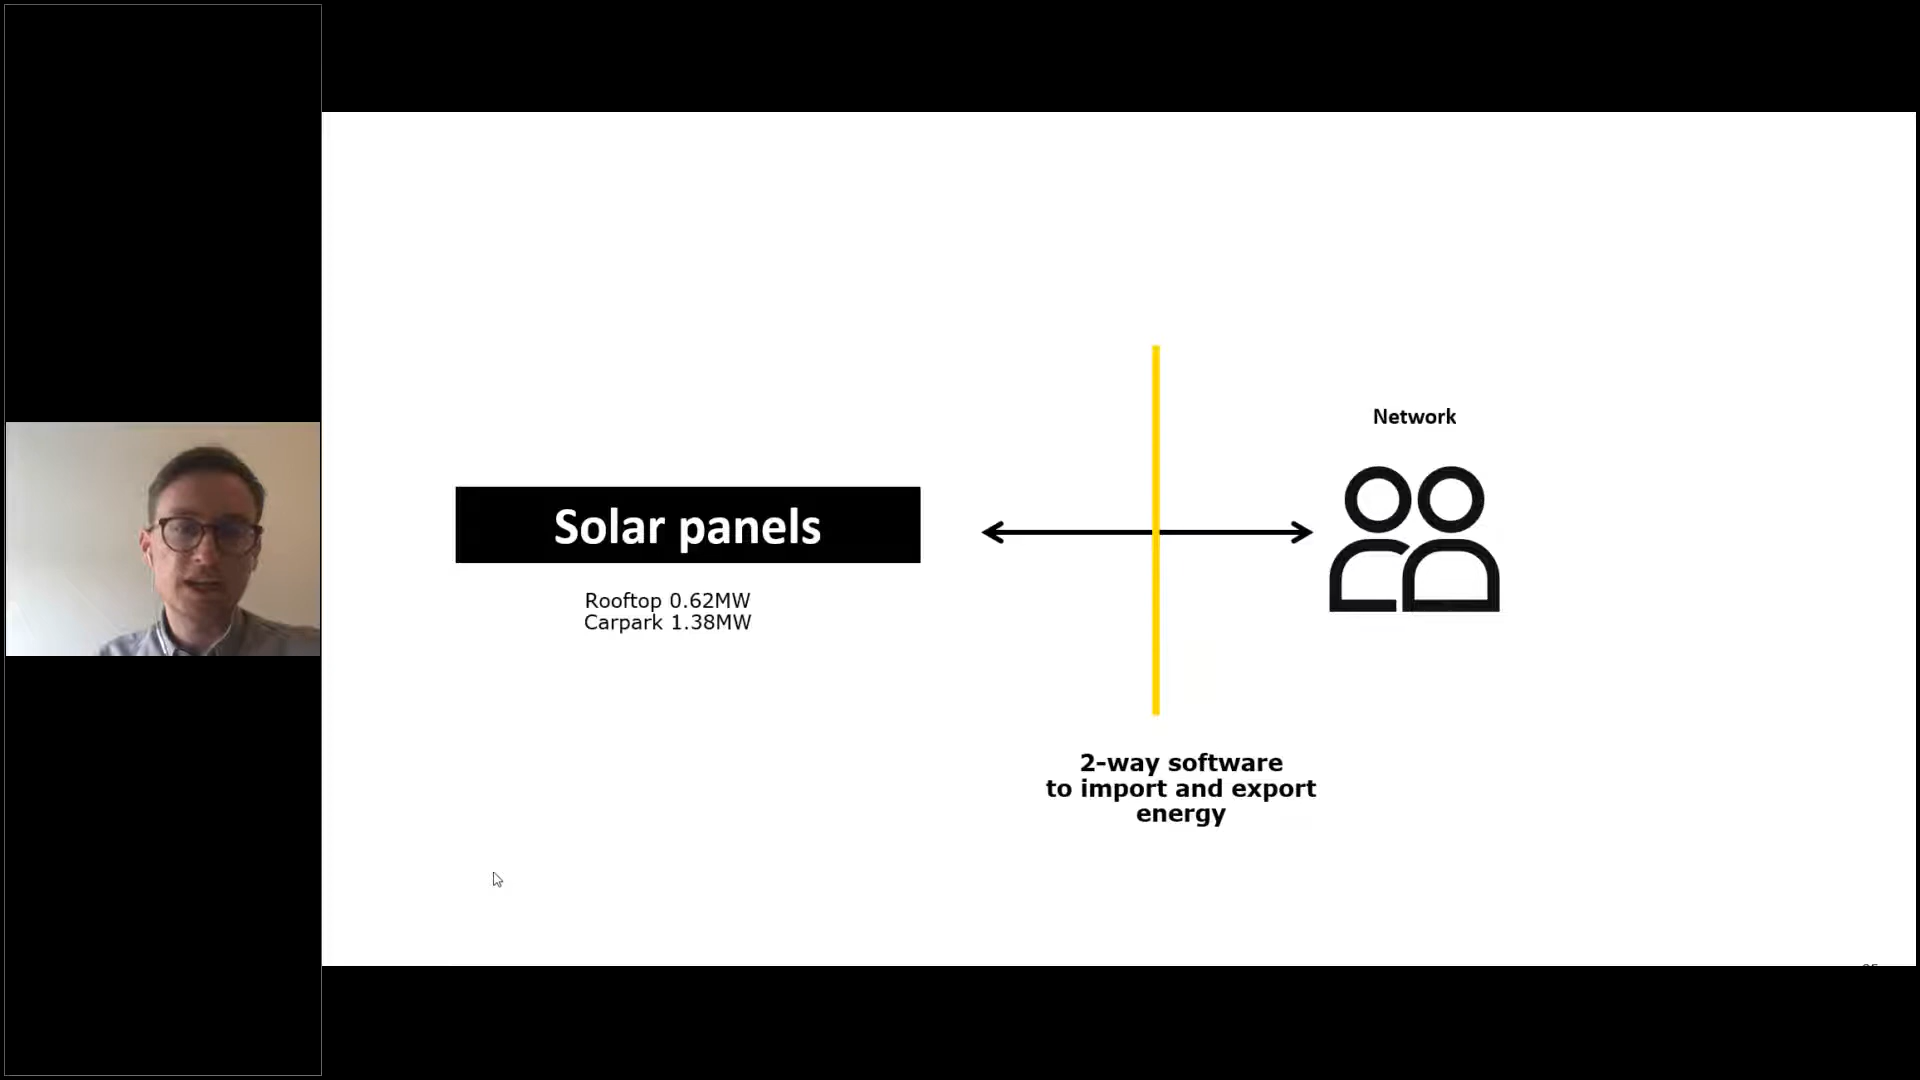 Network
Solar panels
Rooftop 0.62MW
Carpark 1.38MW
2-way software
to import and export
energy